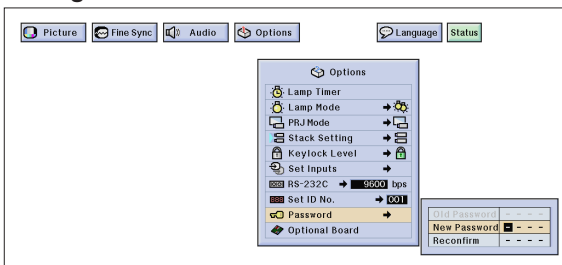 Picture Fine Sync Audio Options Language Status
Options
Lamp Timer
Lamp Mode
PRJ Mode
Stack Setting
Keylock Level
Set Inputs
RS-232C 9600 bps
Set ID No. 001
Password
Optional Board
Old Password - - - -
New Password - - - -
Reconfirm - - - -